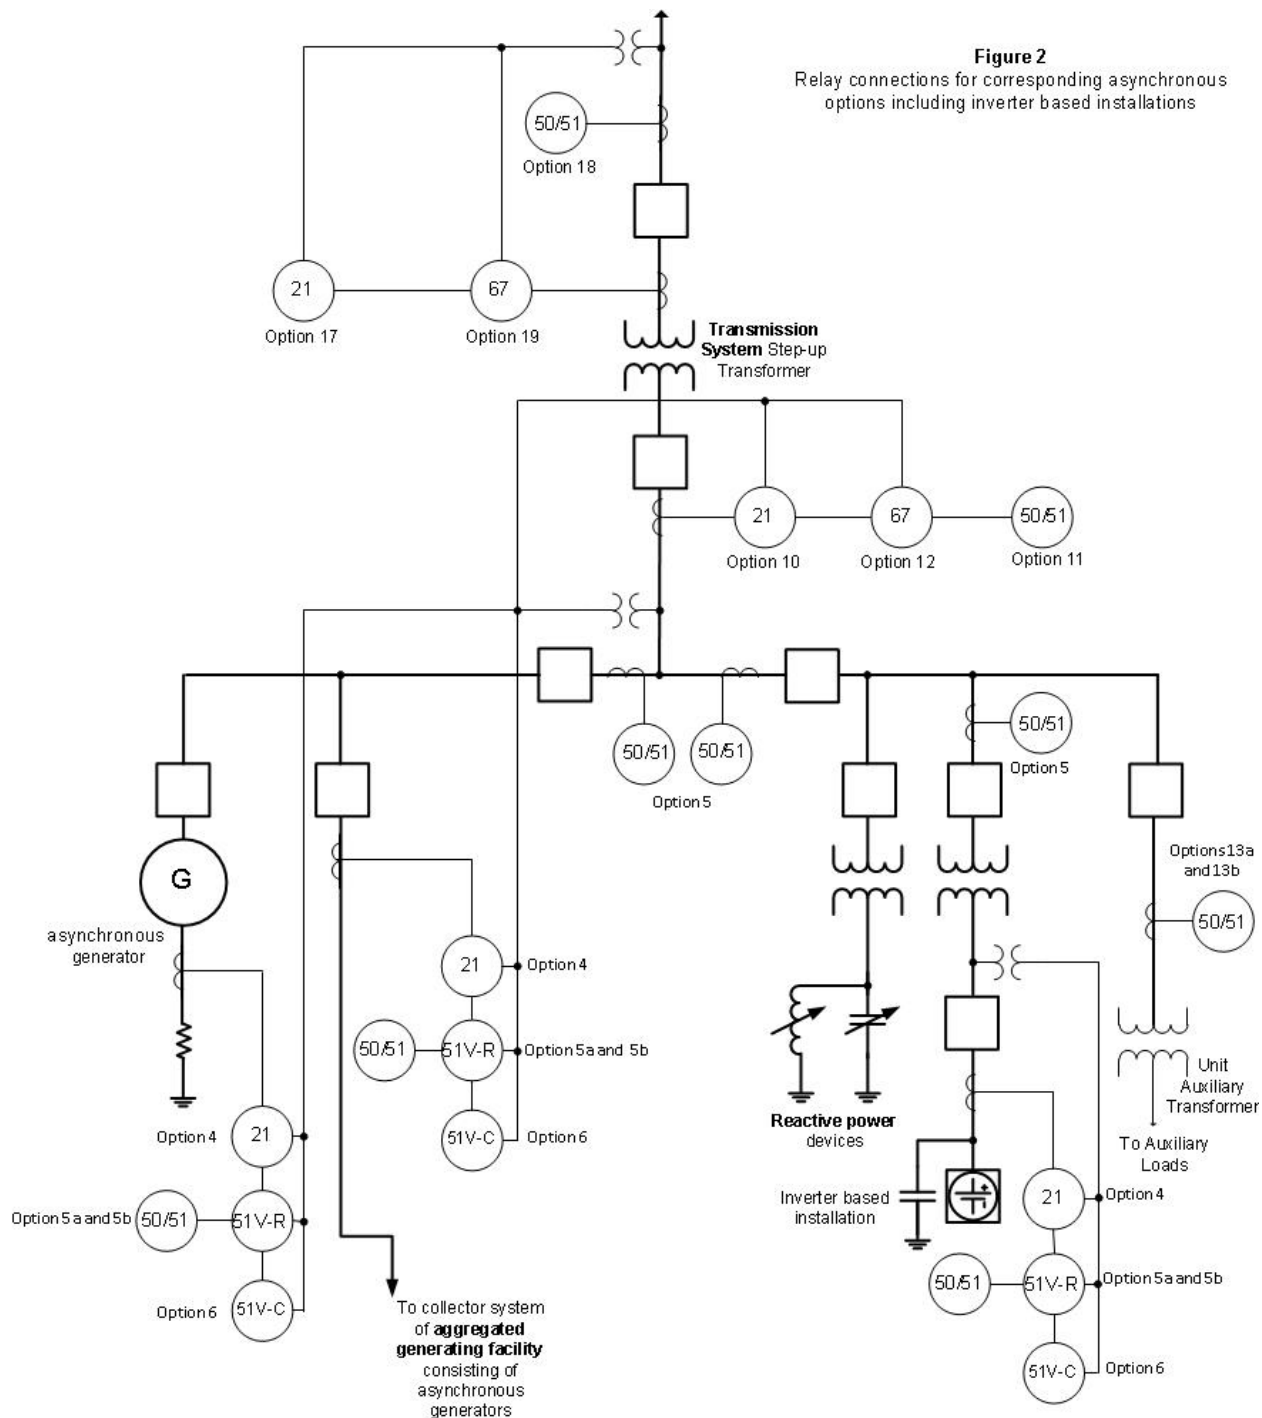 Figure 2
Relay connections for corresponding asynchronous
options including inverter based installations
50/51
Option 18
21
67
Option 17
Option 19
Transmission
System Step-up
Transformer
21
67
50/51
Option 10
Option 12
Option 11
50/51
50/51
Option 5
50/51
Option 5
G
asynchronous
generator
Options 13a
and 13b
50/51
21
Option 4
50/51
51V-R
Option 5a and 5b
51V-C
Option 6
Option 4
21
Option 5a and 5b
50/51
51V-R
Option 6
51V-C
To collector system
of aggregated
generating facility
consisting of
asynchronous
generators
Reactive power
devices
Unit
Auxiliary
Transformer
To Auxiliary
Loads
Inverter based
installation
+
-
21
Option 4
50/51
51V-R
Option 5a and 5b
51V-C
Option 6